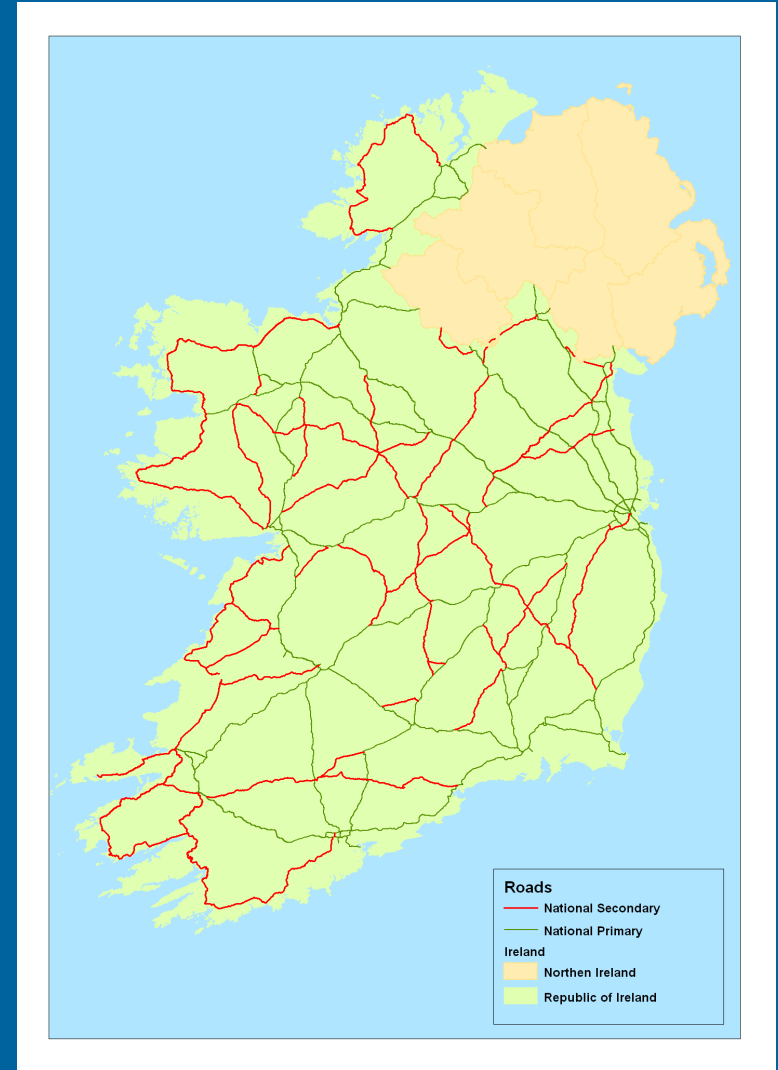 Roads
National Secondary
National Primary
Ireland
Northen Ireland
Republic of Ireland